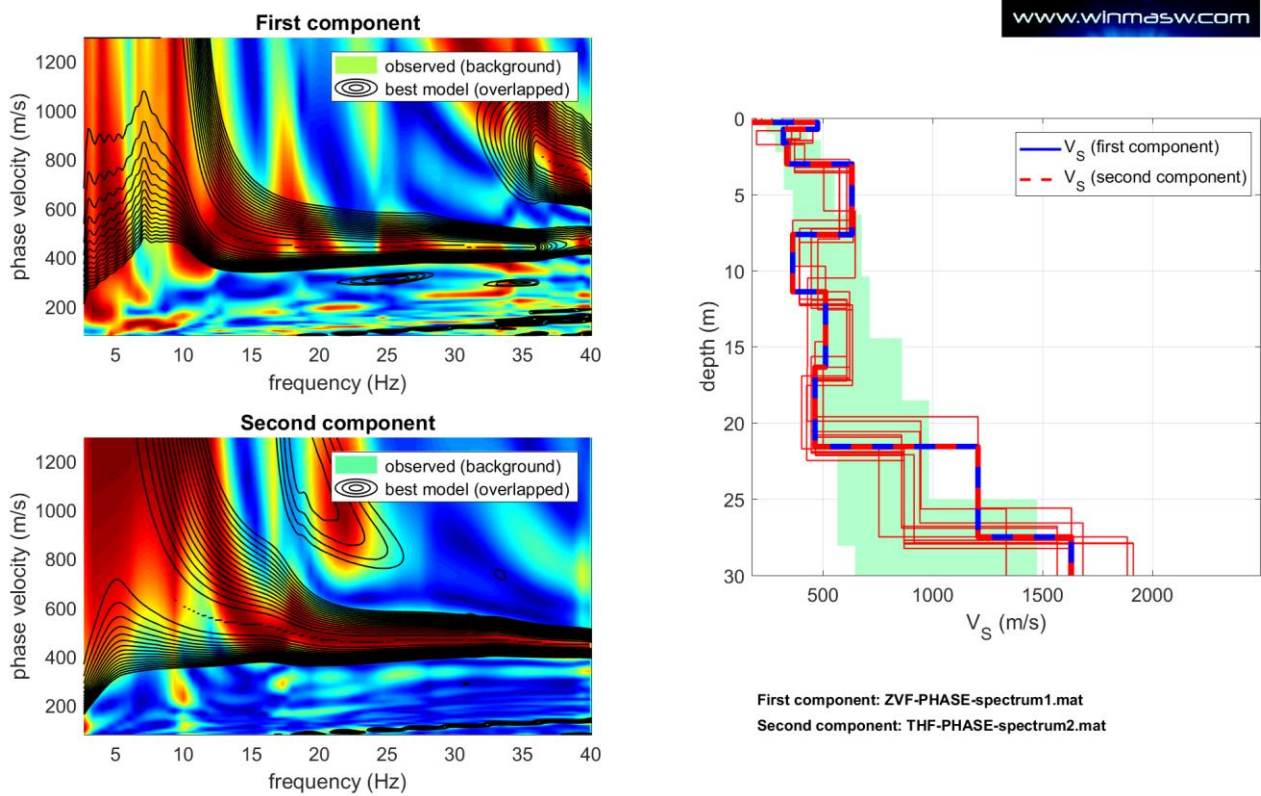 First component
www.winmasw.com
1200
1000
800
600
400
200
phase velocity (m/s)
observed (background)
best model (overlapped)
5 10 15 20 25 30 35 40
frequency (Hz)
Second component
1200
1000
800
600
400
200
phase velocity (m/s)
observed (background)
best model (overlapped)
5 10 15 20 25 30 35 40
frequency (Hz)
0
5
10
15
20
25
30
depth (m)
VS (first component)
VS (second component)
500 1000 1500 2000
VS (m/s)
First component: ZVF-PHASE-spectrum1.mat
Second component: THF-PHASE-spectrum2.mat